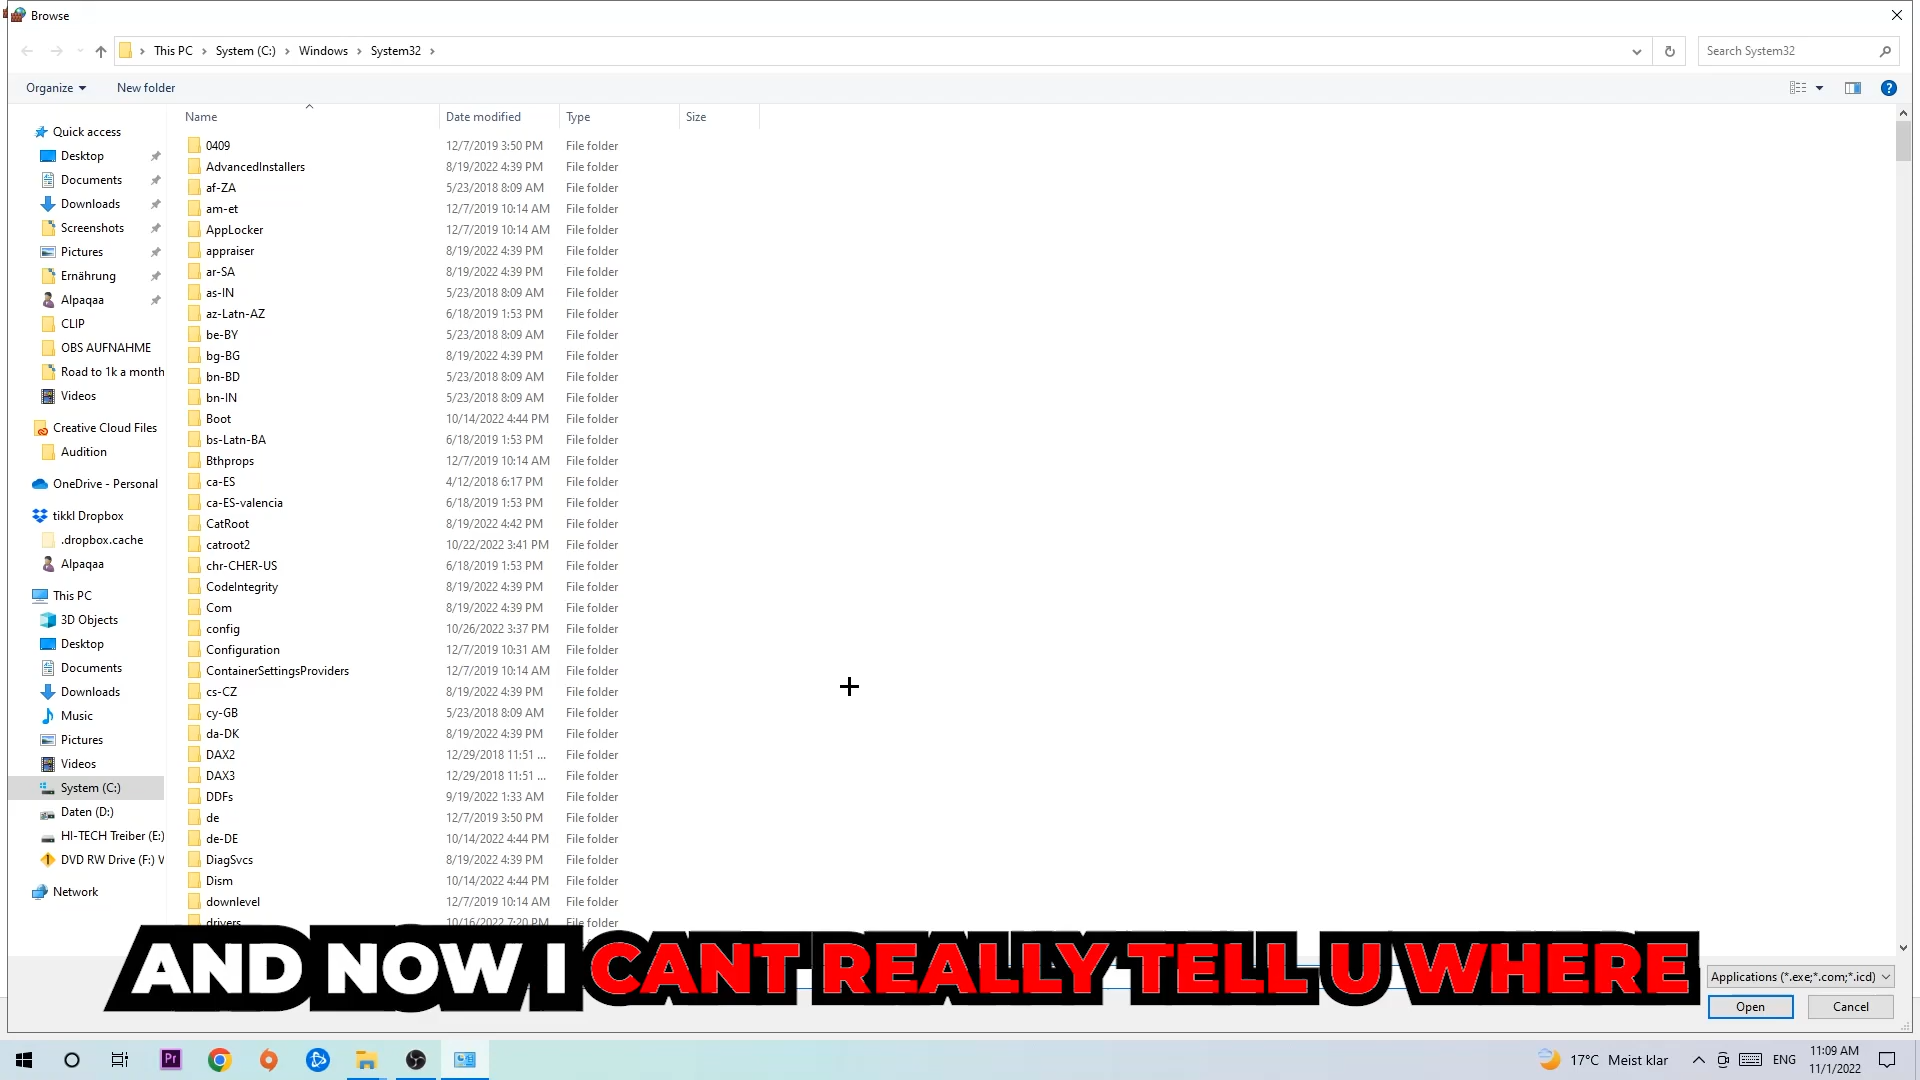 Browse
This PC > System (C:) > Windows > System32 >
Search System32
Organize
New folder
Name
Date modified
Type
Size
Quick access
Desktop
Documents
Downloads
Screenshots
Pictures
Ernährung
Alpaqaa
CLIP
OBS AUFNAHME
Road to 1k a month
Videos
Creative Cloud Files
Audition
OneDrive - Personal
tikkl Dropbox
.dropbox.cache
Alpaqaa
This PC
3D Objects
Desktop
Documents
Downloads
Music
Pictures
Videos
System (C:)
Daten (D:)
HI-TECH Treiber (E:)
DVD RW Drive (F:) V
Network
0409 12/7/2019 3:50 PM File folder
AdvancedInstallers 8/19/2022 4:39 PM File folder
af-ZA 5/23/2018 8:09 AM File folder
am-et 12/7/2019 10:14 AM File folder
AppLocker 12/7/2019 10:14 AM File folder
appraiser 8/19/2022 4:39 PM File folder
ar-SA 8/19/2022 4:39 PM File folder
as-IN 5/23/2018 8:09 AM File folder
az-Latn-AZ 6/18/2019 1:53 PM File folder
be-BY 5/23/2018 8:09 AM File folder
bg-BG 8/19/2022 4:39 PM File folder
bn-BD 5/23/2018 8:09 AM File folder
bn-IN 5/23/2018 8:09 AM File folder
Boot 10/14/2022 4:44 PM File folder
bs-Latn-BA 6/18/2019 1:53 PM File folder
Bthprops 12/7/2019 10:14 AM File folder
ca-ES 4/12/2018 6:17 PM File folder
ca-ES-valencia 6/18/2019 1:53 PM File folder
CatRoot 8/19/2022 4:42 PM File folder
catroot2 10/22/2022 3:41 PM File folder
chr-CHER-US 6/18/2019 1:53 PM File folder
CodeIntegrity 8/19/2022 4:39 PM File folder
Com 8/19/2022 4:39 PM File folder
config 10/26/2022 3:37 PM File folder
Configuration 12/7/2019 10:31 AM File folder
ContainerSettingsProviders 12/7/2019 10:14 AM File folder
cs-CZ 8/19/2022 4:39 PM File folder
cy-GB 5/23/2018 8:09 AM File folder
da-DK 8/19/2022 4:39 PM File folder
DAX2 12/29/2018 11:51 ... File folder
DAX3 12/29/2018 11:51 ... File folder
DDFs 9/19/2022 1:33 AM File folder
de 12/7/2019 3:50 PM File folder
de-DE 10/14/2022 4:44 PM File folder
DiagSvcs 8/19/2022 4:39 PM File folder
Dism 10/14/2022 4:44 PM File folder
downlevel 12/7/2019 10:14 AM File folder
drivers 10/16/2022 7:20 PM File folder
AND NOW I CANT REALLY TELL U WHERE
Applications (*.exe;*.com;*.icd)
Open
Cancel
Pr
17°C Meist klar
ENG
11:09 AM
11/1/2022